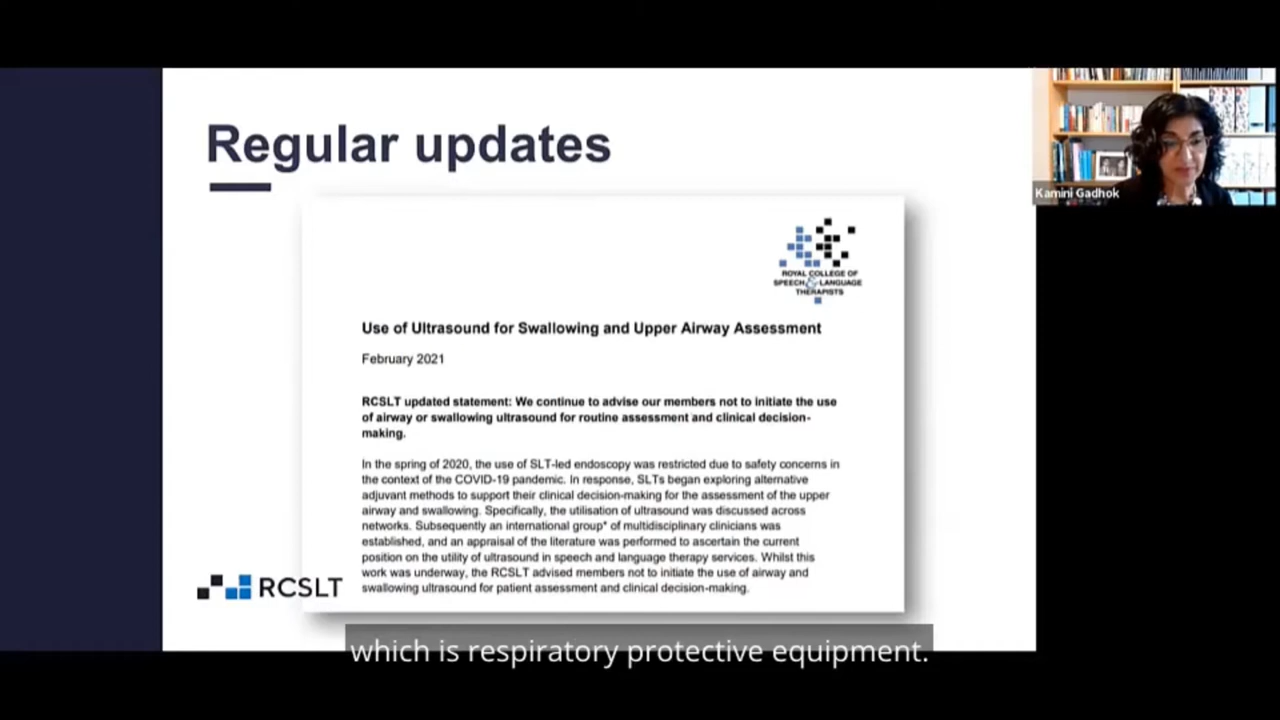 Regular updates
Kamini Gadhok
ROYAL COLLEGE OF
SPEECH & LANGUAGE
THERAPISTS
Use of Ultrasound for Swallowing and Upper Airway Assessment
February 2021
RCSLT updated statement: We continue to advise our members not to initiate the use
of airway or swallowing ultrasound for routine assessment and clinical decision-
making.
In the spring of 2020, the use of SLT-led endoscopy was restricted due to safety concerns in
the context of the COVID-19 pandemic. In response, SLTs began exploring alternative
adjuvant methods to support their clinical decision-making for the assessment of the upper
airway and swallowing. Specifically, the utilisation of ultrasound was discussed across
networks. Subsequently an international group* of multidisciplinary clinicians was
established, and an appraisal of the literature was performed to ascertain the current
position on the utility of ultrasound in speech and language therapy services. Whilst this
work was underway, the RCSLT advised members not to initiate the use of airway and
swallowing ultrasound for patient assessment and clinical decision-making.
RCSLT
which is respiratory protective equipment.